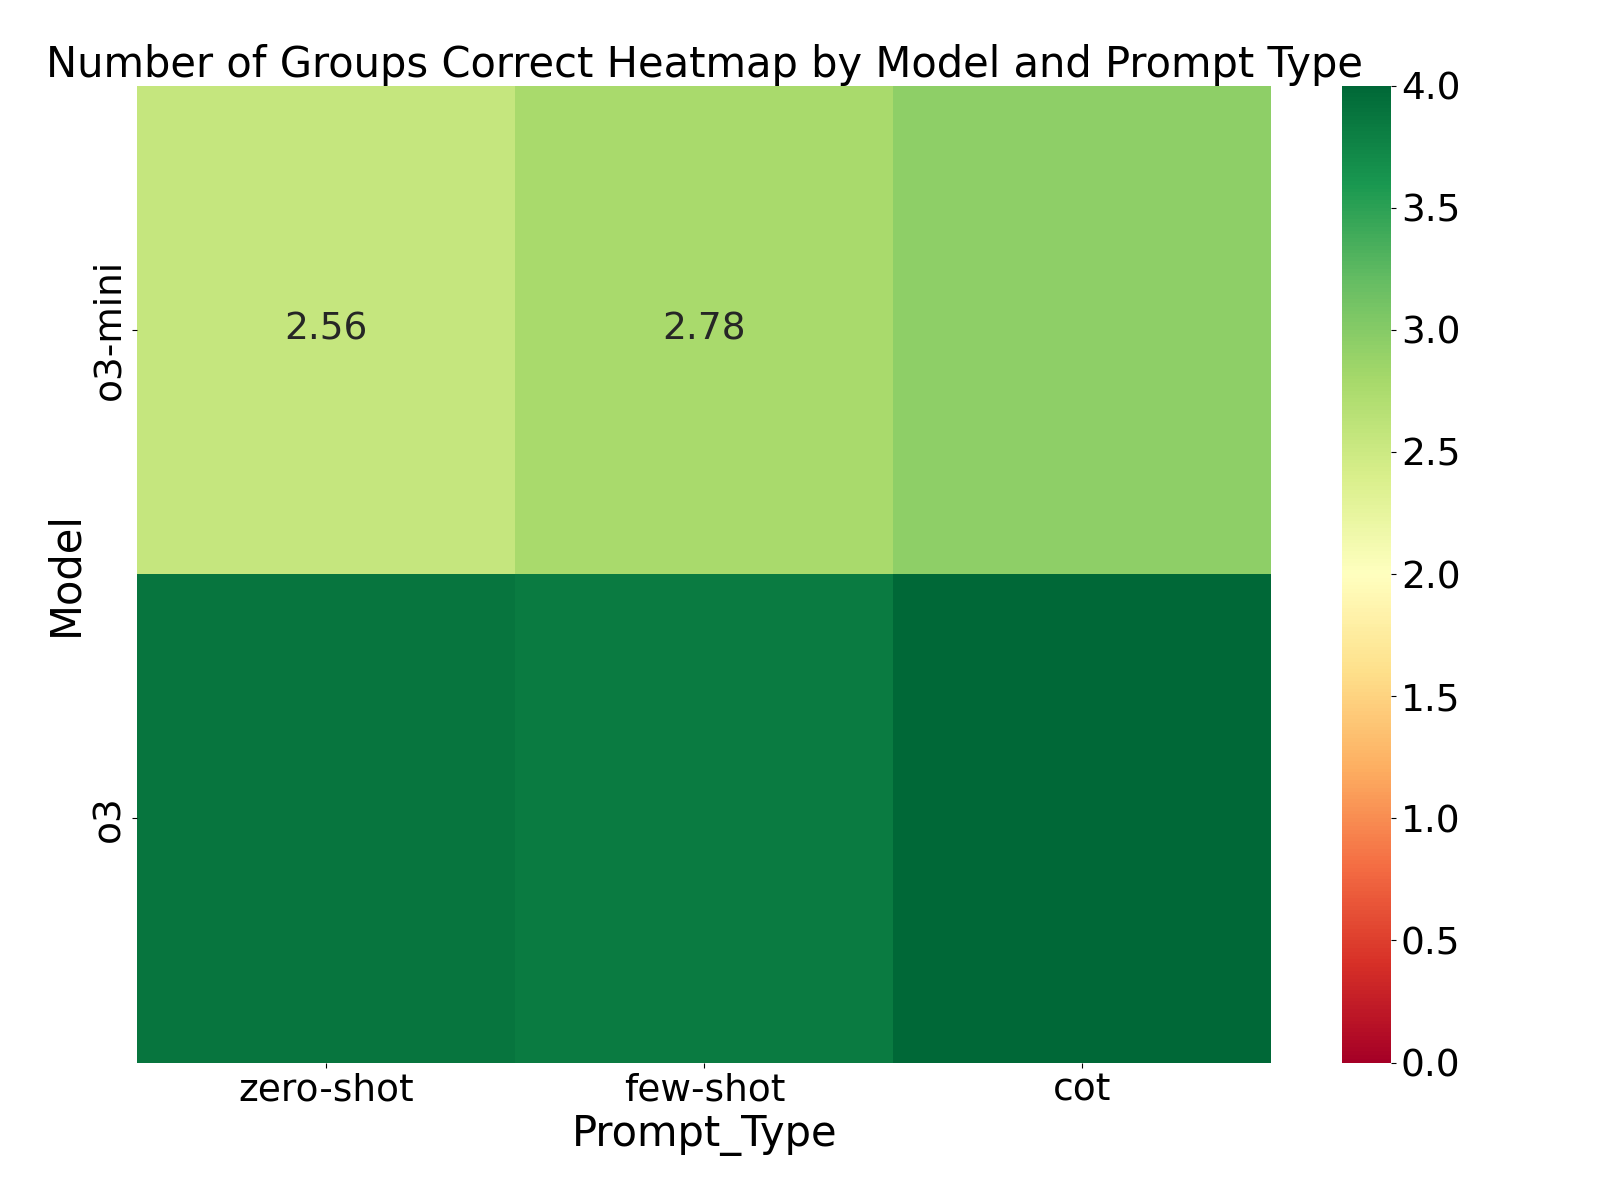 Number of Groups Correct Heatmap by Model and Prompt Type
4.0
3.5
3.0
2.5
2.0
1.5
1.0
0.5
0.0
Model
o3-mini
2.56 2.78
o3
zero-shot few-shot cot
Prompt_Type